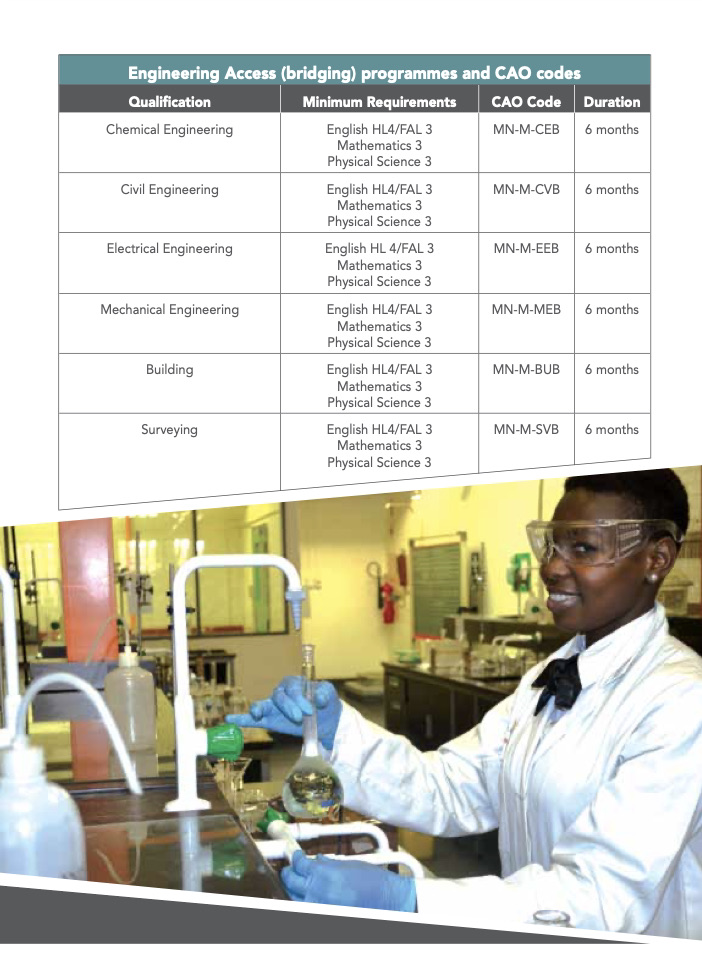 Engineering Access (bridging) programmes and CAO codes
Qualification Minimum Requirements CAO Code Duration
Chemical Engineering English HL4/FAL 3 MN-M-CEB 6 months
Mathematics 3
Physical Science 3
Civil Engineering English HL4/FAL 3 MN-M-CVB 6 months
Mathematics 3
Physical Science 3
Electrical Engineering English HL 4/FAL 3 MN-M-EEB 6 months
Mathematics 3
Physical Science 3
Mechanical Engineering English HL4/FAL 3 MN-M-MEB 6 months
Mathematics 3
Physical Science 3
Building English HL4/FAL 3 MN-M-BUB 6 months
Mathematics 3
Physical Science 3
Surveying English HL4/FAL 3 MN-M-SVB 6 months
Mathematics 3
Physical Science 3